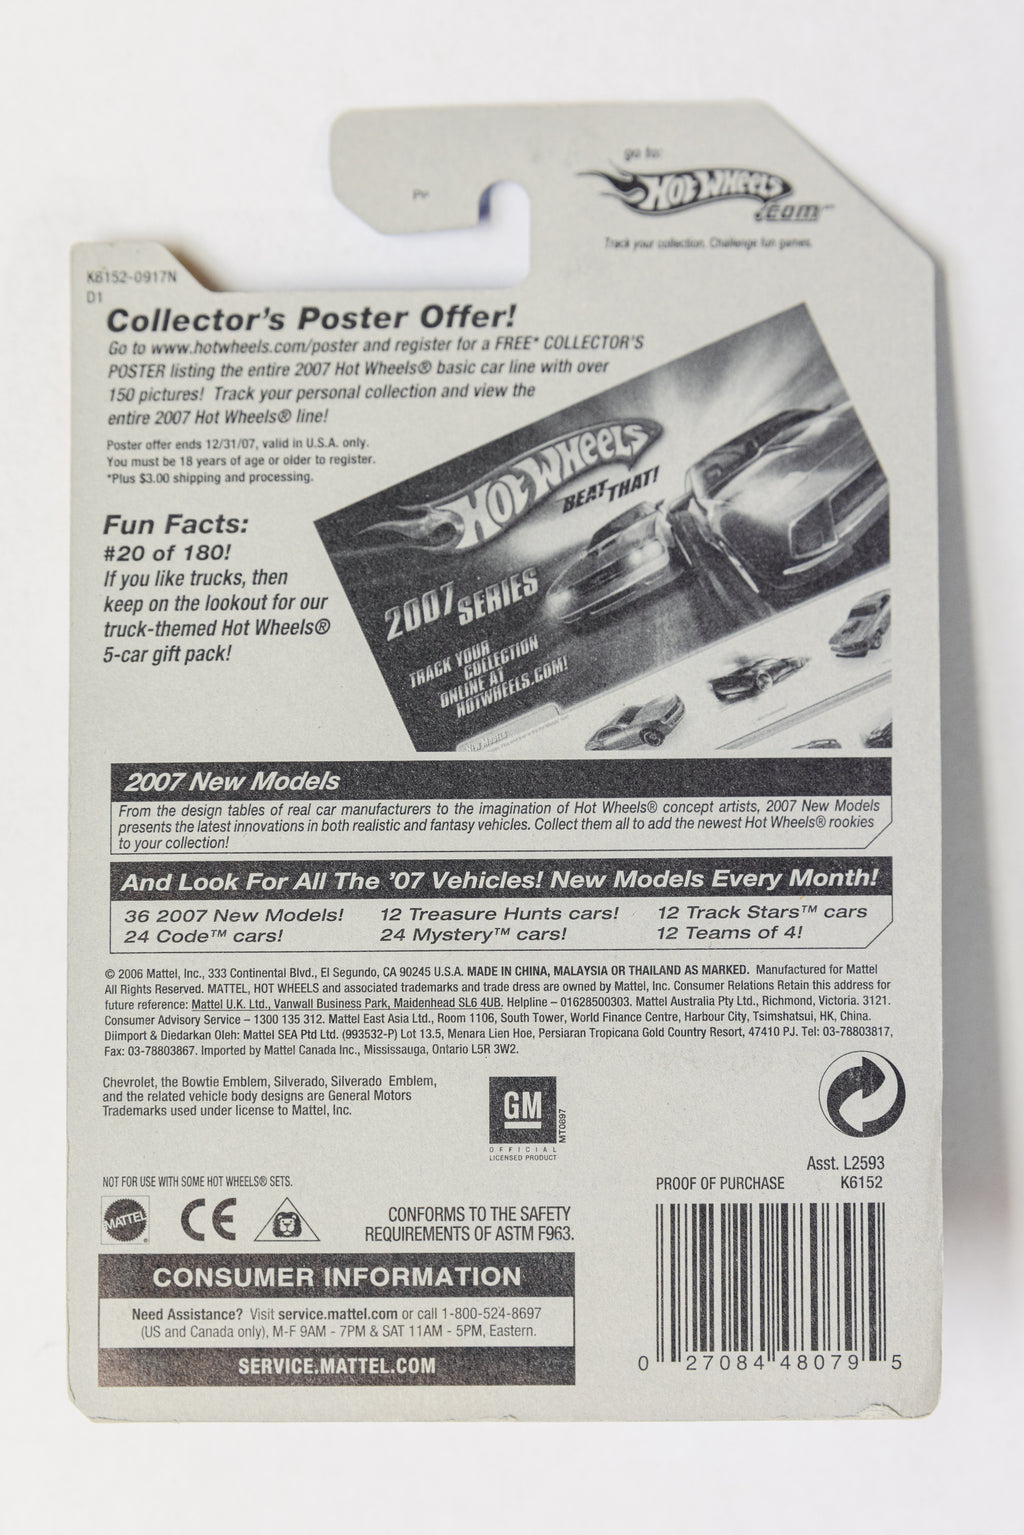 go to:
Hot Wheels
.com™
Track your collection. Challenge fun games.
K6152-0917N
D1
Collector's Poster Offer!
Go to www.hotwheels.com/poster and register for a FREE* COLLECTOR'S
POSTER listing the entire 2007 Hot Wheels® basic car line with over
150 pictures! Track your personal collection and view the
entire 2007 Hot Wheels® line!
Poster offer ends 12/31/07, valid in U.S.A. only.
You must be 18 years of age or older to register.
*Plus $3.00 shipping and processing.
Hot Wheels
BEAT THAT!
2007 SERIES
TRACK YOUR
COLLECTION
ONLINE AT
HOTWHEELS.COM!
New Models
Fun Facts:
#20 of 180!
If you like trucks, then
keep on the lookout for our
truck-themed Hot Wheels®
5-car gift pack!
2007 New Models
From the design tables of real car manufacturers to the imagination of Hot Wheels® concept artists, 2007 New Models
presents the latest innovations in both realistic and fantasy vehicles. Collect them all to add the newest Hot Wheels® rookies
to your collection!
And Look For All The '07 Vehicles! New Models Every Month!
36 2007 New Models! 12 Treasure Hunts cars! 12 Track Stars™ cars
24 Code™ cars! 24 Mystery™ cars! 12 Teams of 4!
© 2006 Mattel, Inc., 333 Continental Blvd., El Segundo, CA 90245 U.S.A. MADE IN CHINA, MALAYSIA OR THAILAND AS MARKED. Manufactured for Mattel
All Rights Reserved. MATTEL, HOT WHEELS and associated trademarks and trade dress are owned by Mattel, Inc. Consumer Relations Retain this address for
future reference: Mattel U.K. Ltd., Vanwall Business Park, Maidenhead SL6 4UB. Helpline – 01628500303. Mattel Australia Pty Ltd., Richmond, Victoria. 3121.
Consumer Advisory Service – 1300 135 312. Mattel East Asia Ltd., Room 1106, South Tower, World Finance Centre, Harbour City, Tsimshatsui, HK, China.
Diimport & Diedarkan Oleh: Mattel SEA Ptd Ltd. (993532-P) Lot 13.5, Menara Lien Hoe, Persiaran Tropicana Gold Country Resort, 47410 PJ. Tel: 03-78803817,
Fax: 03-78803867. Imported by Mattel Canada Inc., Mississauga, Ontario L5R 3W2.
Chevrolet, the Bowtie Emblem, Silverado, Silverado Emblem,
and the related vehicle body designs are General Motors
Trademarks used under license to Mattel, Inc.
GM
MT0897
OFFICIAL
LICENSED PRODUCT
Asst. L2593
PROOF OF PURCHASE K6152
NOT FOR USE WITH SOME HOT WHEELS® SETS.
MATTEL ®
CE
CONFORMS TO THE SAFETY
REQUIREMENTS OF ASTM F963.
CONSUMER INFORMATION
Need Assistance? Visit service.mattel.com or call 1-800-524-8697
(US and Canada only), M-F 9AM - 7PM & SAT 11AM - 5PM, Eastern.
SERVICE.MATTEL.COM
0 27084 48079 5